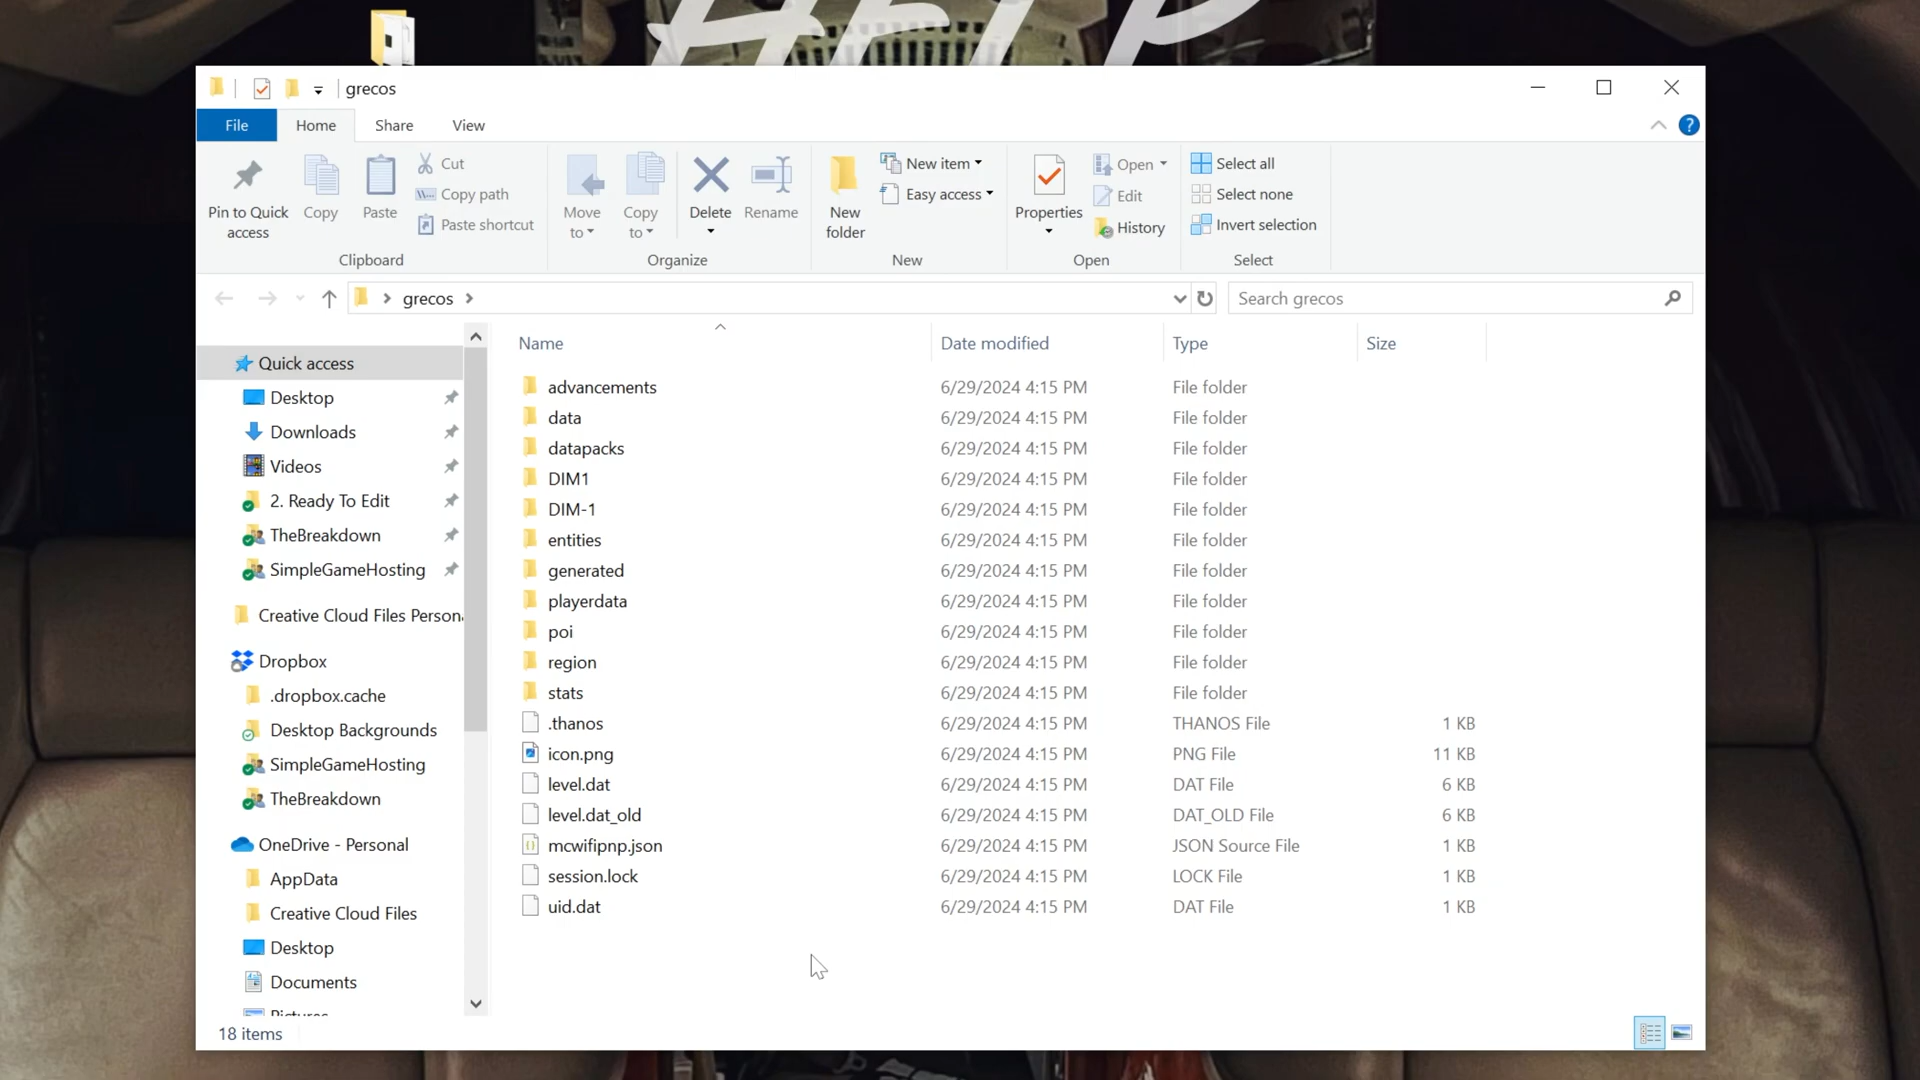 HELP
grecos
File
Home
Share
View
Pin to Quick
access
Copy
Paste
Cut
Copy path
Paste shortcut
Clipboard
Move
to
Copy
to
Delete
Rename
Organize
New
folder
New item
Easy access
New
Properties
Open
Edit
History
Open
Select all
Select none
Invert selection
Select
grecos
Search grecos
Quick access
Desktop
Downloads
Videos
2. Ready To Edit
TheBreakdown
SimpleGameHosting
Creative Cloud Files Person
Dropbox
.dropbox.cache
Desktop Backgrounds
SimpleGameHosting
TheBreakdown
OneDrive - Personal
AppData
Creative Cloud Files
Desktop
Documents
Pictures
Name Date modified Type Size
advancements 6/29/2024 4:15 PM File folder
data 6/29/2024 4:15 PM File folder
datapacks 6/29/2024 4:15 PM File folder
DIM1 6/29/2024 4:15 PM File folder
DIM-1 6/29/2024 4:15 PM File folder
entities 6/29/2024 4:15 PM File folder
generated 6/29/2024 4:15 PM File folder
playerdata 6/29/2024 4:15 PM File folder
poi 6/29/2024 4:15 PM File folder
region 6/29/2024 4:15 PM File folder
stats 6/29/2024 4:15 PM File folder
.thanos 6/29/2024 4:15 PM THANOS File 1 KB
icon.png 6/29/2024 4:15 PM PNG File 11 KB
level.dat 6/29/2024 4:15 PM DAT File 6 KB
level.dat_old 6/29/2024 4:15 PM DAT_OLD File 6 KB
mcwifipnp.json 6/29/2024 4:15 PM JSON Source File 1 KB
session.lock 6/29/2024 4:15 PM LOCK File 1 KB
uid.dat 6/29/2024 4:15 PM DAT File 1 KB
18 items